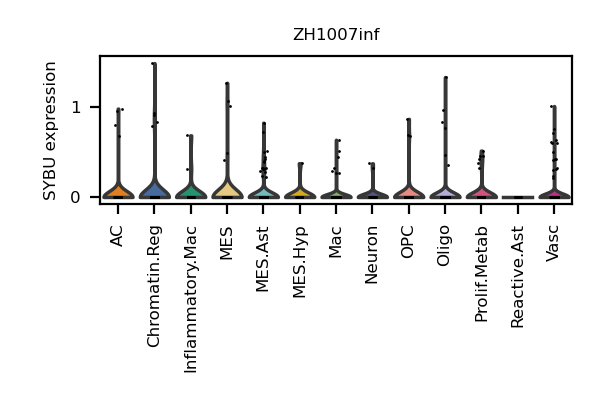 ZH1007inf
SYBU expression
1
0
AC
Chromatin.Reg
Inflammatory.Mac
MES
MES.Ast
MES.Hyp
Mac
Neuron
OPC
Oligo
Prolif.Metab
Reactive.Ast
Vasc